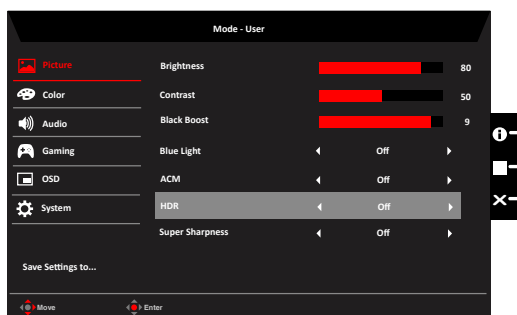 Mode - User
Picture
Color
Audio
Gaming
OSD
System
Save Settings to...
Brightness 80
Contrast 50
Black Boost 9
Blue Light Off
ACM Off
HDR Off
Super Sharpness Off
Move Enter